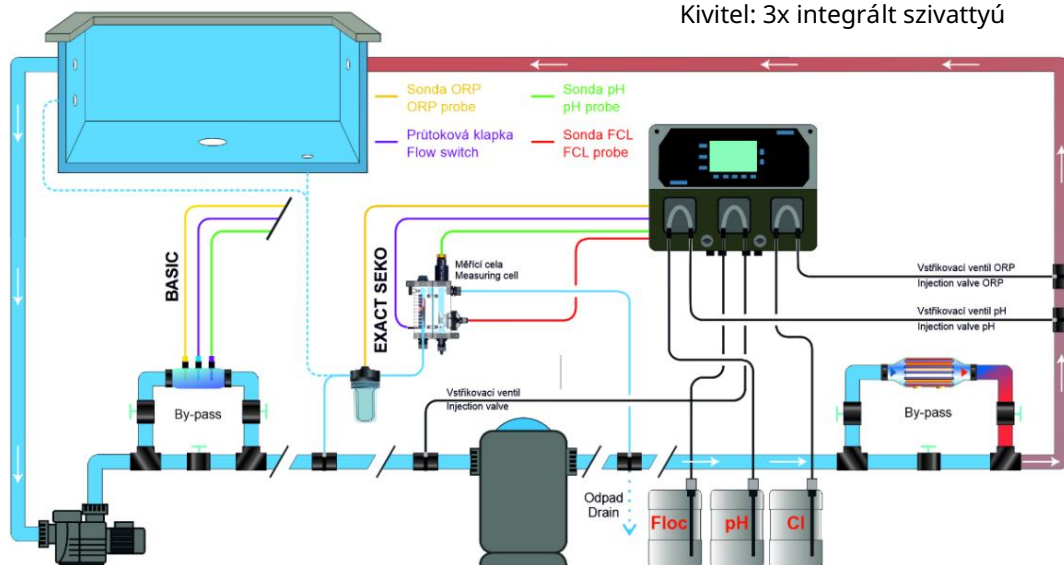 Kivitel: 3x integrált szivattyú
Sonda ORP
ORP probe
Sonda pH
pH probe
Průtoková klapka
Flow switch
Sonda FCL
FCL probe
BASIC
EXACT SEKO
Měřící cela
Measuring cell
Vstřikovací ventil ORP
Injection valve ORP
Vstřikovací ventil pH
Injection valve pH
By-pass
Vstřikovací ventil
Injection valve
By-pass
Odpad
Drain
Floc
pH
Cl